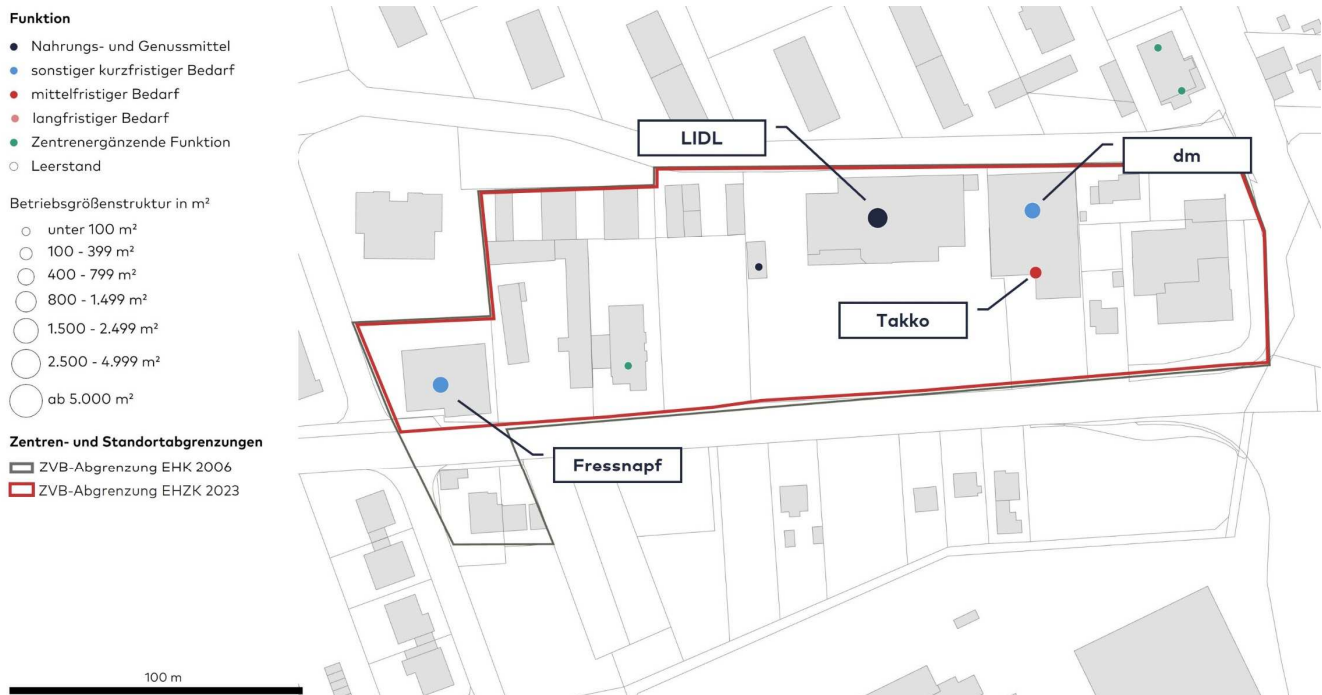 Funktion
Nahrungs- und Genussmittel
sonstiger kurzfristiger Bedarf
mittelfristiger Bedarf
langfristiger Bedarf
Zentrenergänzende Funktion
Leerstand
Betriebsgrößenstruktur in m²
unter 100 m²
100 - 399 m²
400 - 799 m²
800 - 1.499 m²
1.500 - 2.499 m²
2.500 - 4.999 m²
ab 5.000 m²
Zentren- und Standortabgrenzungen
ZVB-Abgrenzung EHK 2006
ZVB-Abgrenzung EHZK 2023
100 m
LIDL
dm
Takko
Fressnapf